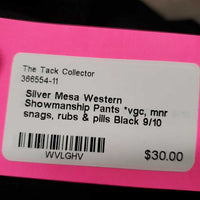 The Tack Collector
366554-11
Silver Mesa Western
Showmanship Pants *vgc, mnr
snags, rubs & pills Black 9/10
WVLGHV
$30.00